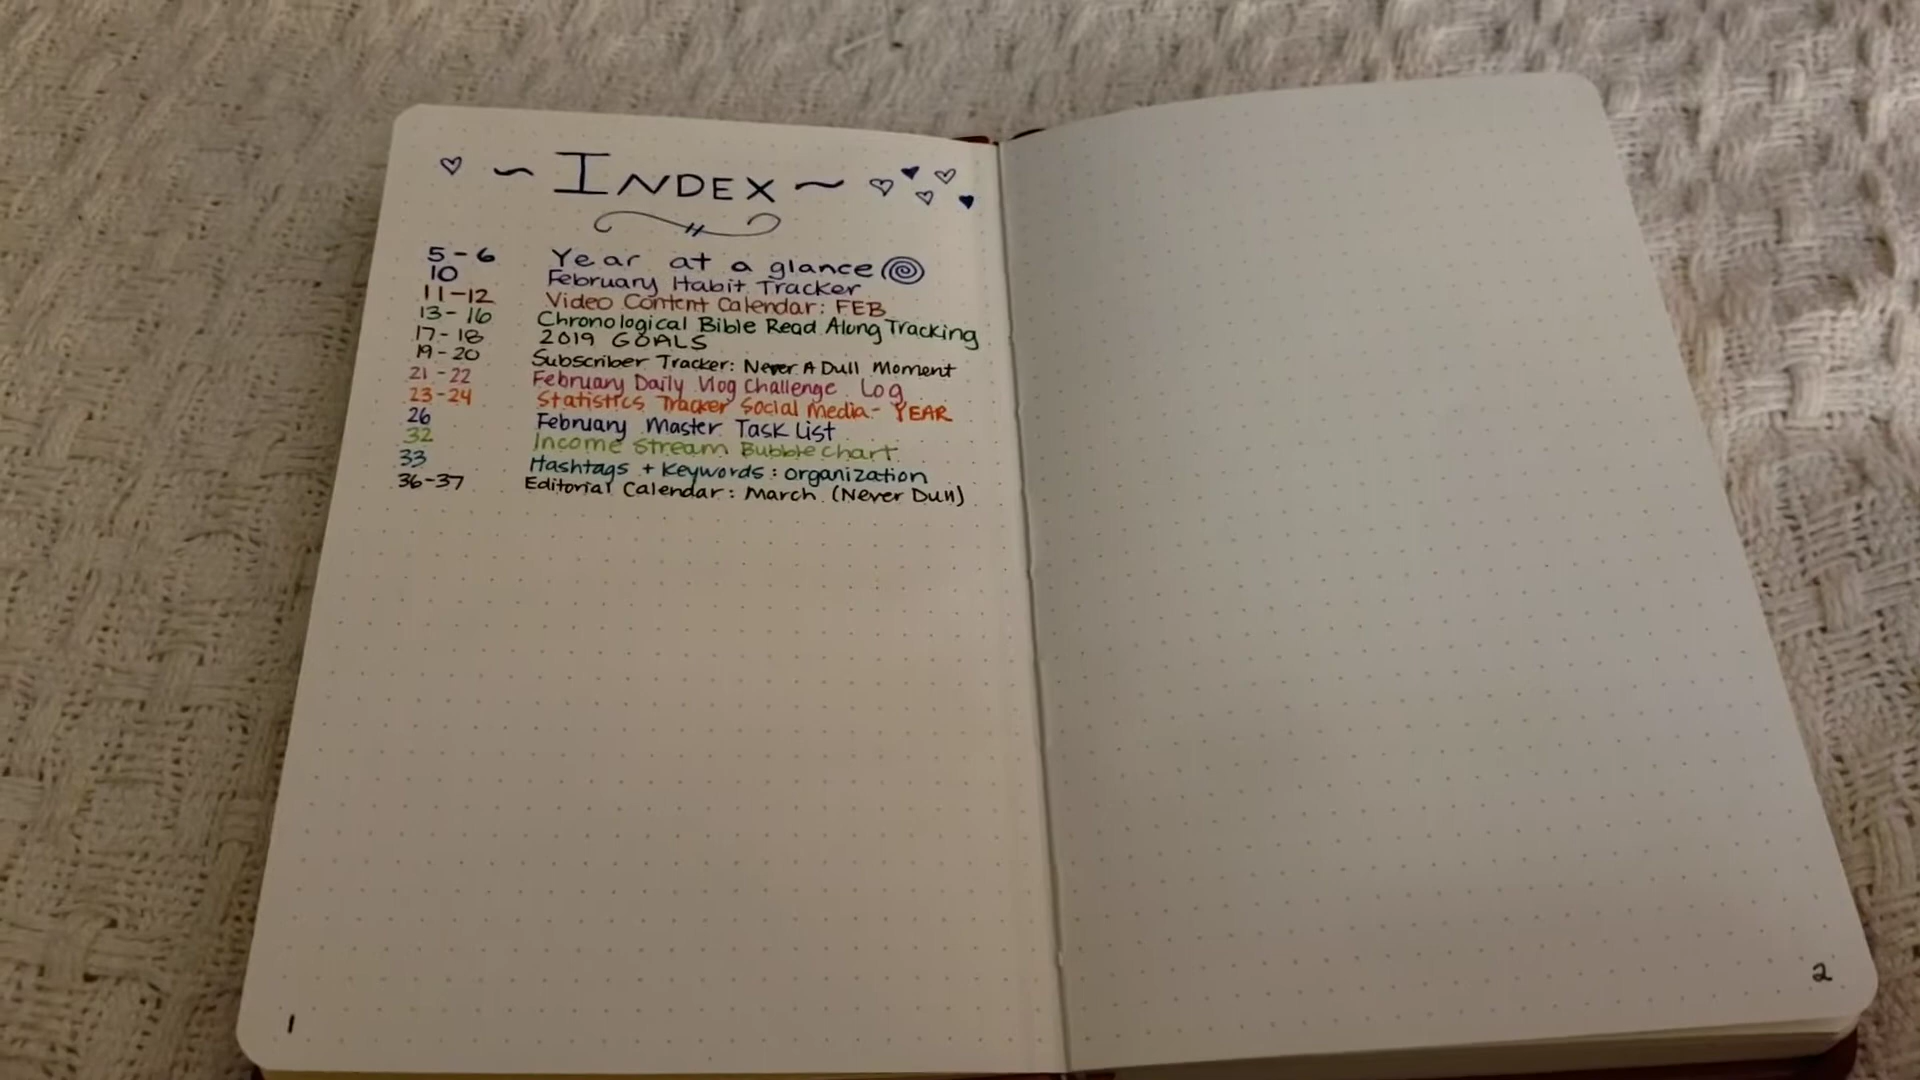 ~ INDEX ~
5-6 Year at a glance
10 February Habit Tracker
11-12 Video Content Calendar: FEB
13-16 Chronological Bible Read Along Tracking
17-18 2019 GOALS
19-20 Subscriber Tracker: Never A Dull Moment
21-22 February Daily Vlog Challenge Log
23-24 Statistics Tracker Social Media - YEAR
26 February Master Task List
32 Income Stream Bubble Chart
33 Hashtags + Keywords: organization
36-37 Editorial Calendar: March (Never Dull)
1
2